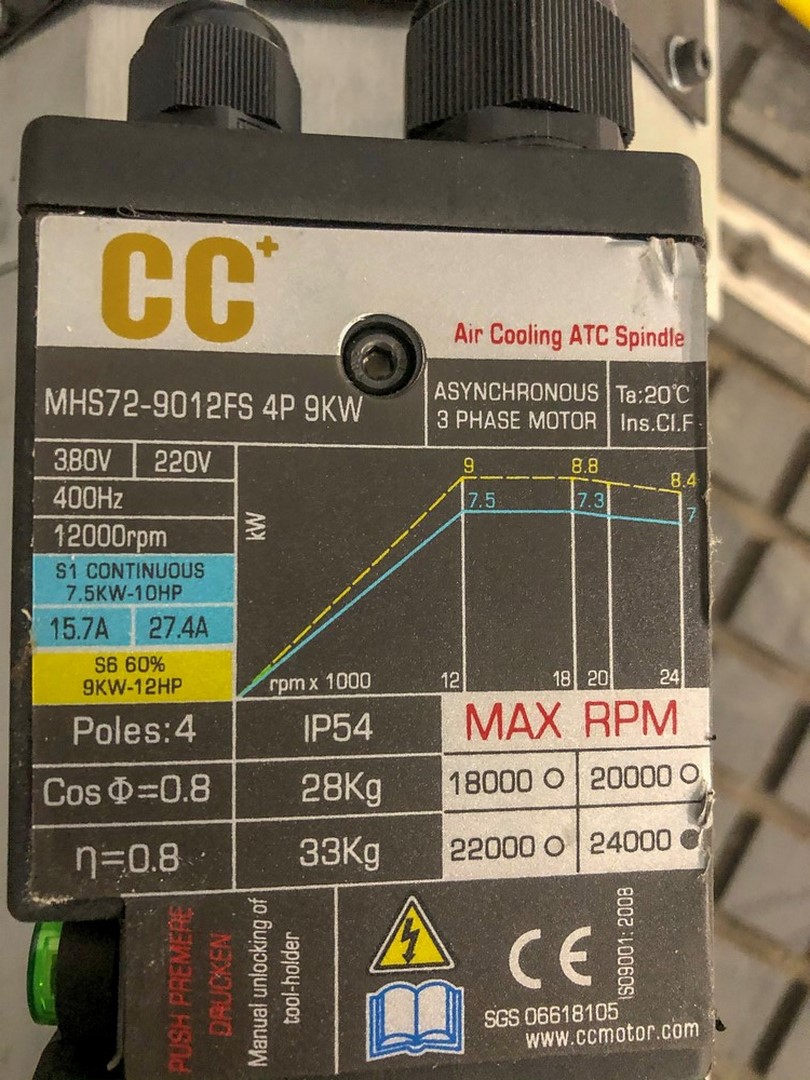 CC+
Air Cooling ATC Spindle
MHS72-9012FS 4P 9KW
ASYNCHRONOUS
3 PHASE MOTOR
Ta:20℃
Ins.Cl.F
380V 220V
400Hz
12000rpm
S1 CONTINUOUS
7.5KW-10HP
15.7A 27.4A
S6 60%
9KW-12HP
kW
9 8.8 8.4
7.5 7.3 7
rpm x 1000 12 18 20 24
Poles:4
IP54
CosΦ=0.8
28Kg
η=0.8
33Kg
MAX RPM
18000 20000
22000 24000
PUSH PREMERE
DRUCKEN
Manual unlocking of
tool-holder
CE
ISO9001: 2008
SGS 06618105
www.ccmotor.com